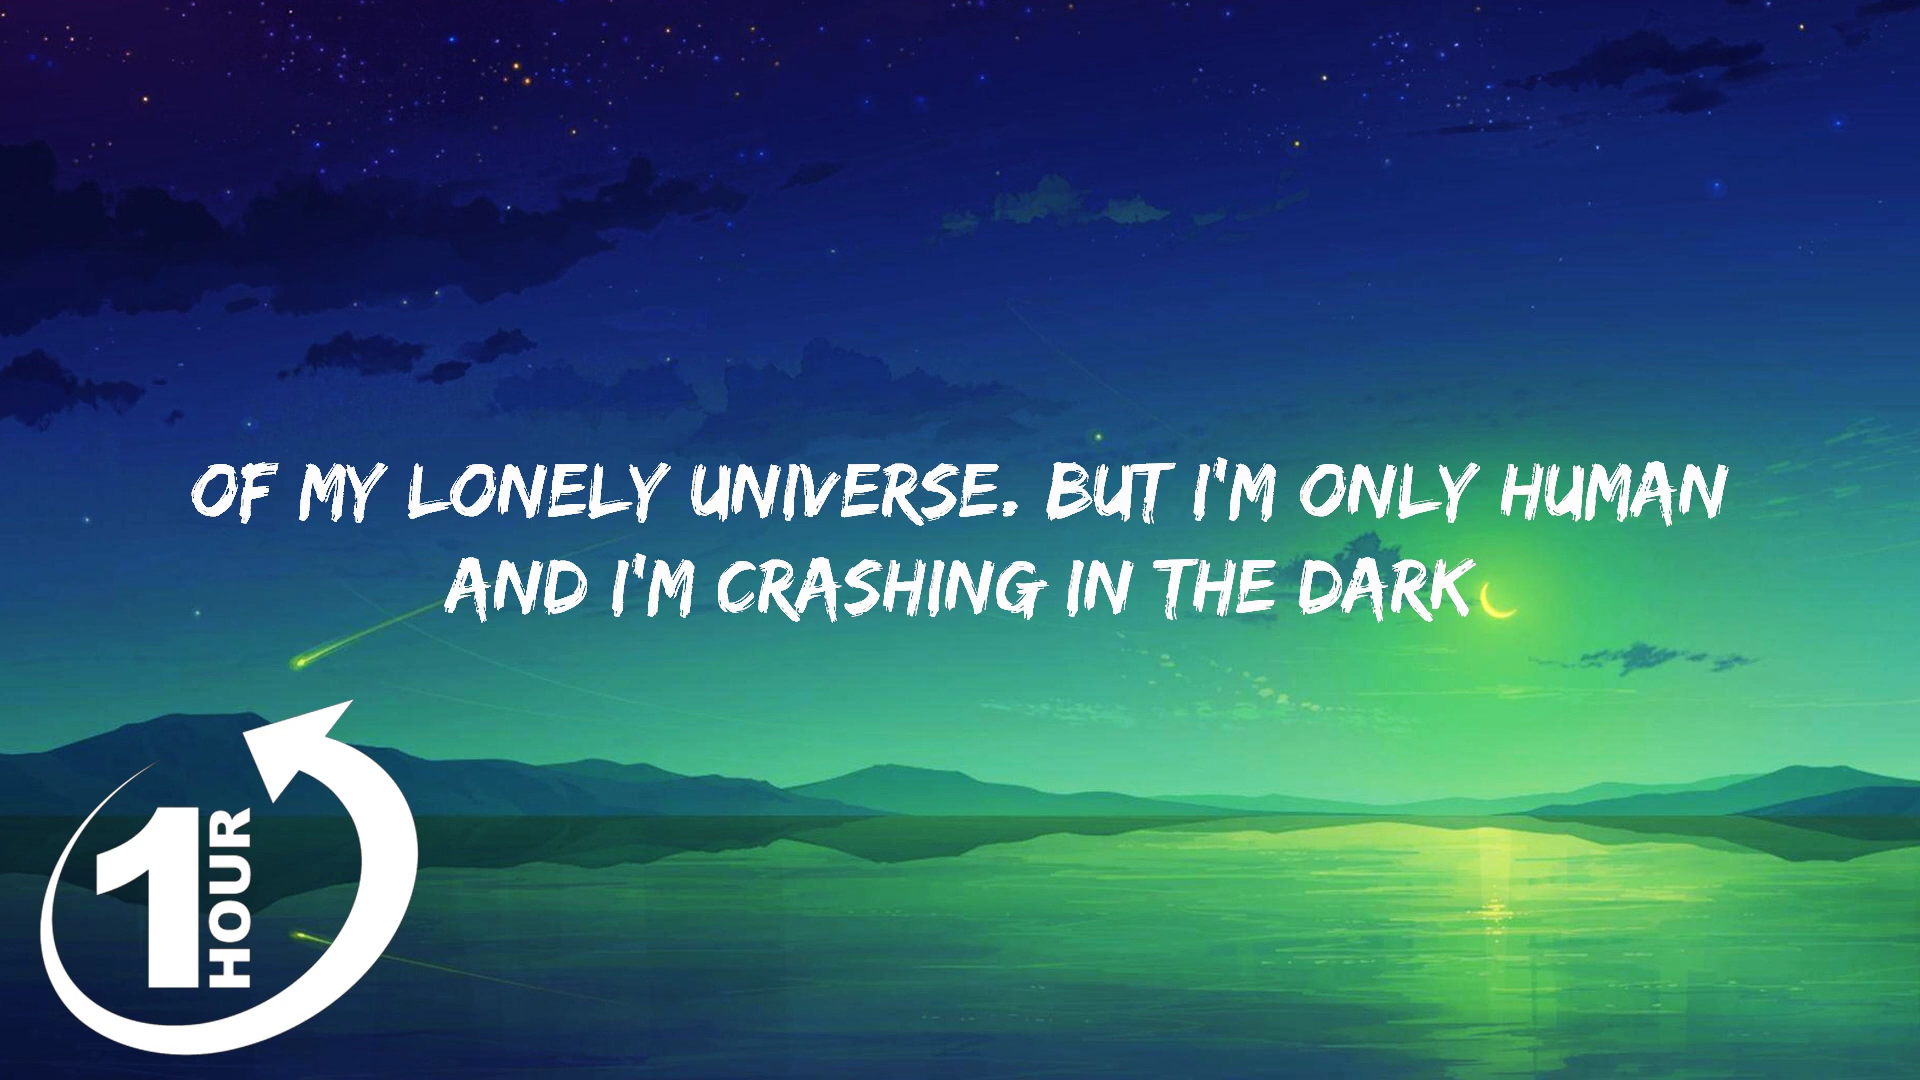 OF MY LONELY UNIVERSE. BUT I'M ONLY HUMAN
AND I'M CRASHING IN THE DARK
1 HOUR